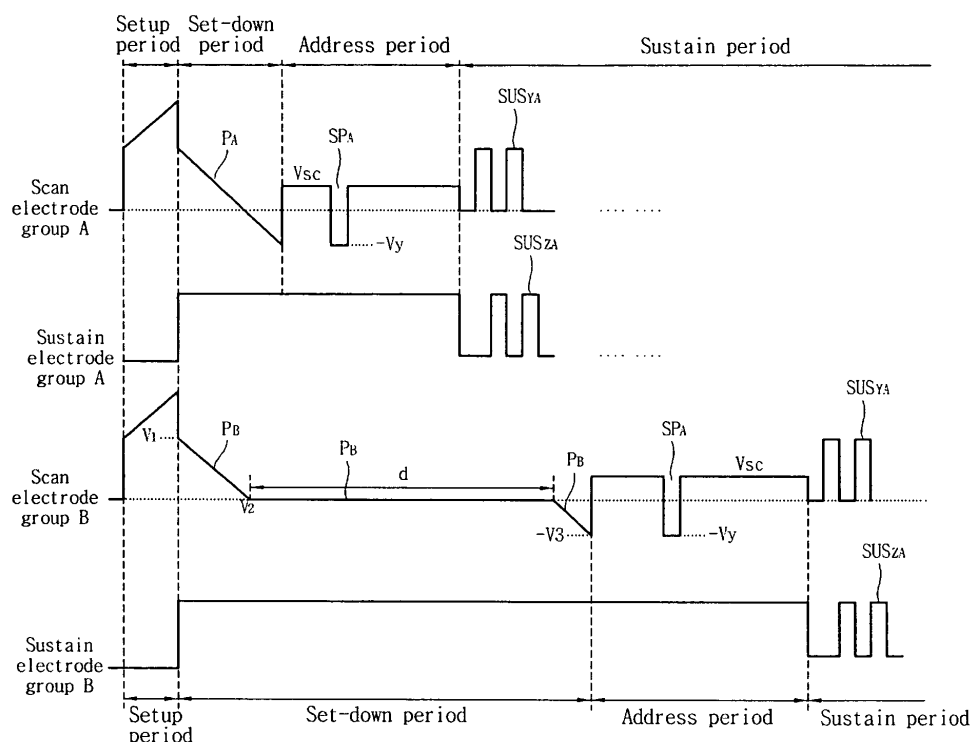 Setup period
Set-down period
Address period
Sustain period
PA
Vsc
SPA
-Vy
SUSYA
Scan electrode group A
SUSZA
Sustain electrode group A
..... .....
..... .....
V1
PB
V2
PB
d
PB
-V3
SPA
Vsc
-Vy
SUSYA
Scan electrode group B
SUSZA
Sustain electrode group B
Setup period
Set-down period
Address period
Sustain period